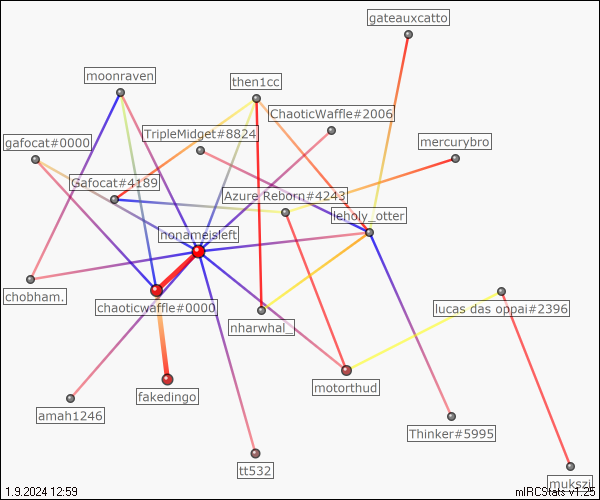 gateauxcatto
moonraven
then1cc
ChaoticWaffle#2006
TripleMidget#8824
gafocat#0000
mercurybro
Gafocat#4189
Azure Reborn#4243
leholy_otter
nonameisleft
chobham.
chaoticwaffle#0000
lucas das oppai#2396
nharwhal_
motorthud
fakedingo
amah1246
Thinker#5995
tt532
mukszi
1.9.2024 12:59
mIRCStats v1.25